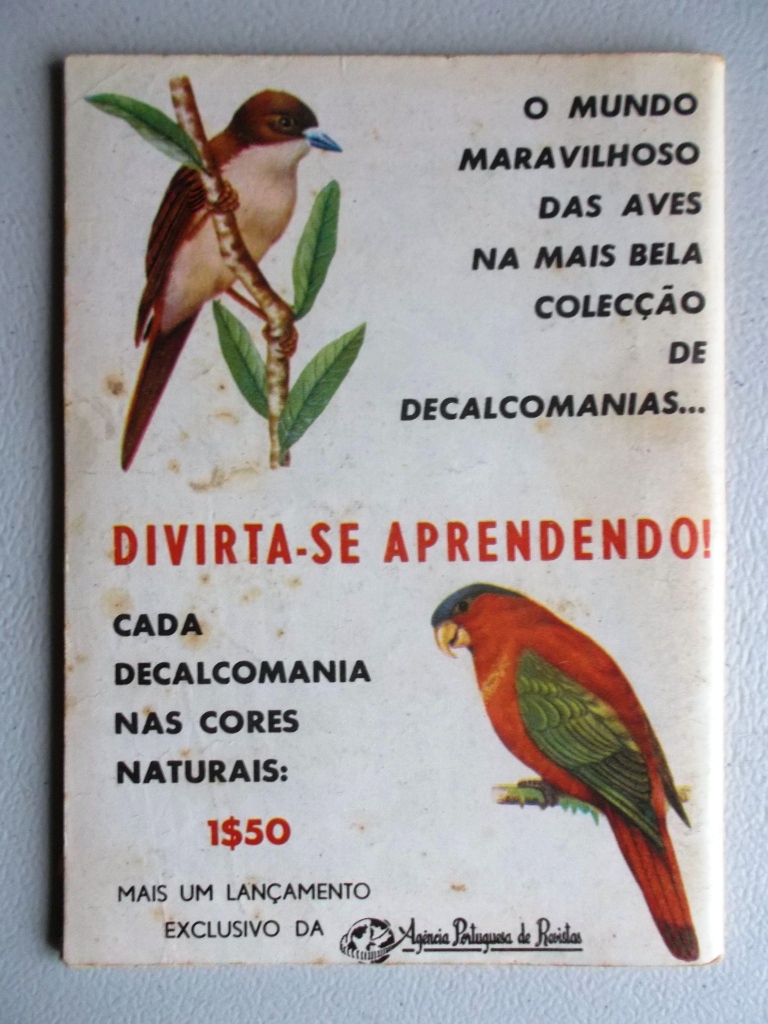 O MUNDO
MARAVILHOSO
DAS AVES
NA MAIS BELA
COLECÇÃO
DE
DECALCOMANIAS...
DIVIRTA-SE APRENDENDO!
CADA
DECALCOMANIA
NAS CORES
NATURAIS:
1$50
MAIS UM LANÇAMENTO
EXCLUSIVO DA Agência Portuguesa de Revistas